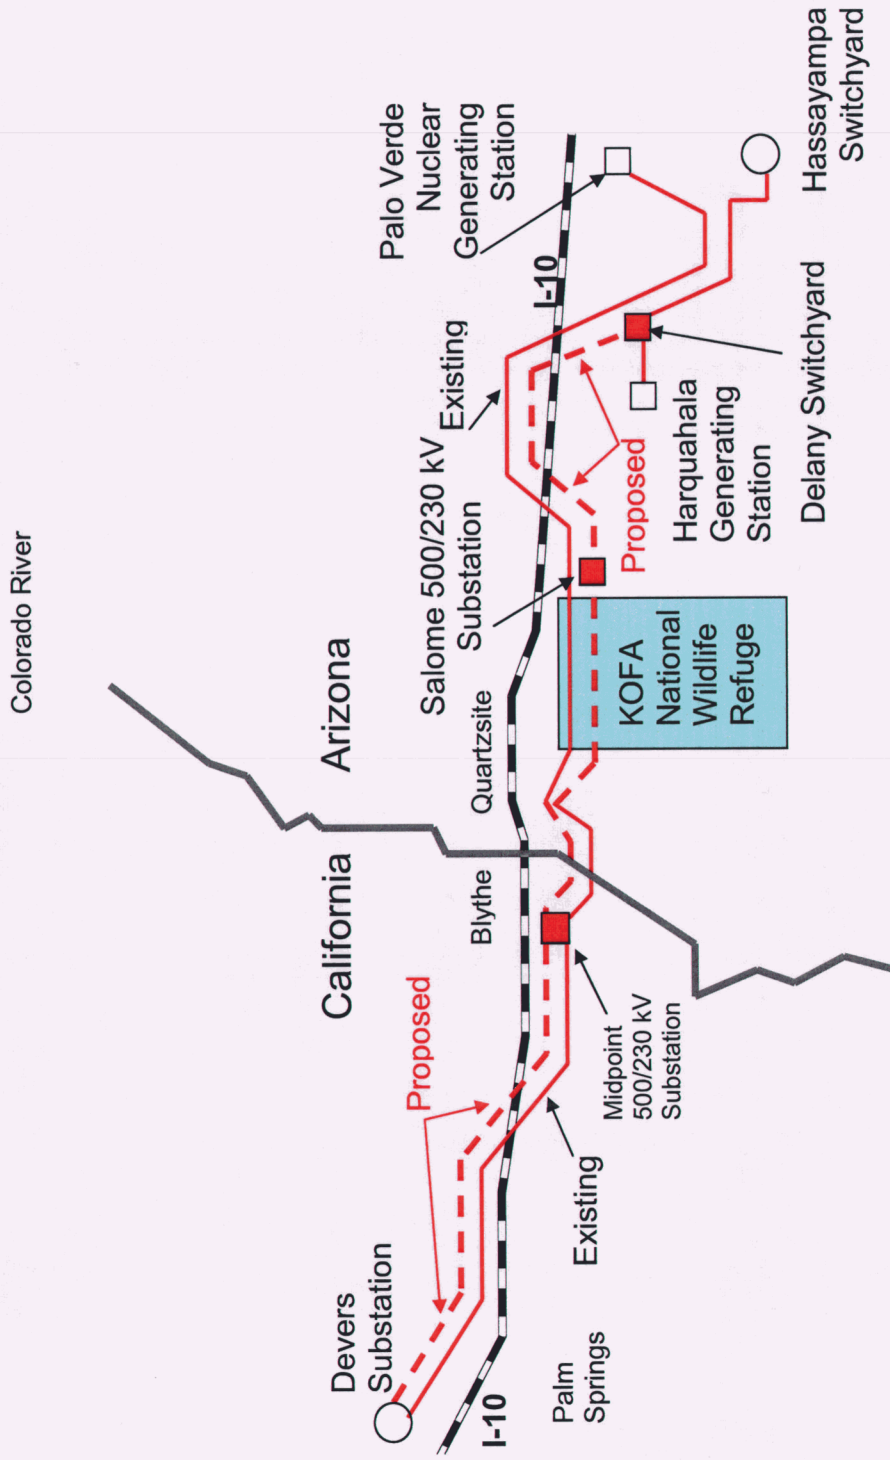 Colorado River
California
Arizona
Devers
Substation
Proposed
Blythe
Quartzsite
Salome 500/230 kV
Substation
Existing
Palo Verde
Nuclear
Generating
Station
I-10
I-10
Palm
Springs
Existing
Midpoint
500/230 kV
Substation
KOFA
National
Wildlife
Refuge
Proposed
Harquahala
Generating
Station
Delany Switchyard
Hassayampa
Switchyard